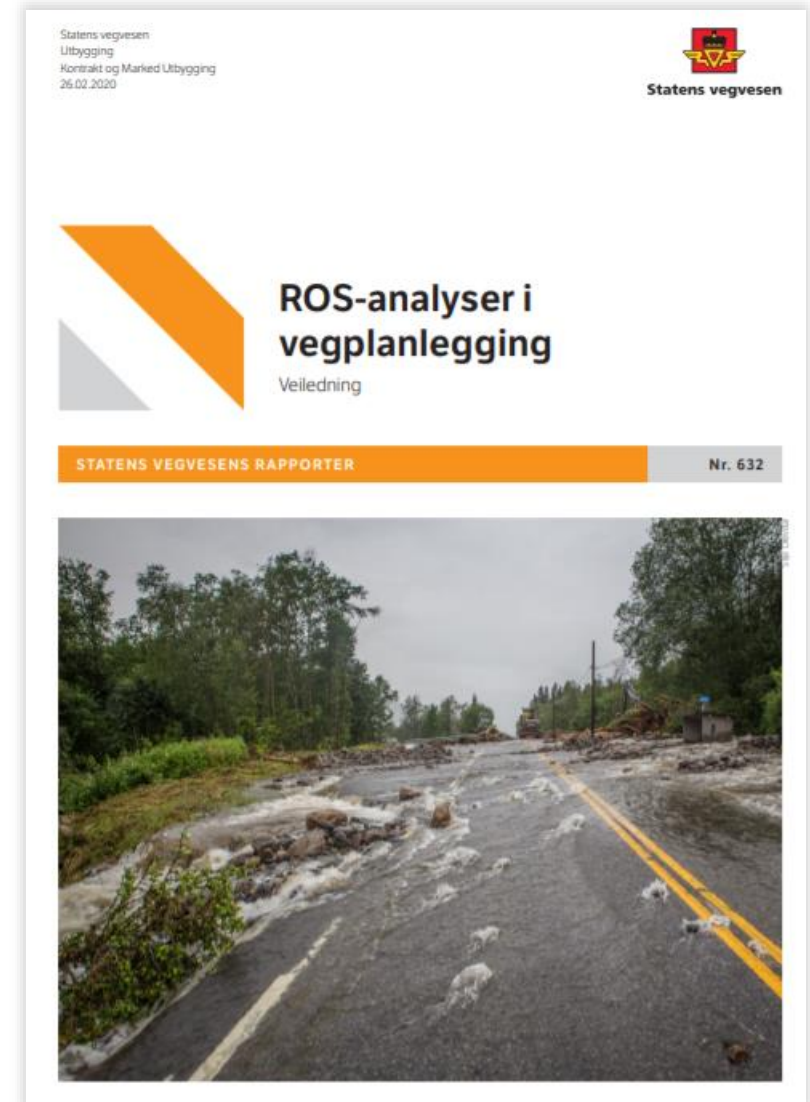 Statens vegvesen
Utbygging
Kontrakt og Marked Utbygging
26.02.2020
Statens vegvesen
ROS-analyser i
vegplanlegging
Veiledning
STATENS VEGVESENS RAPPORTER
Nr. 632